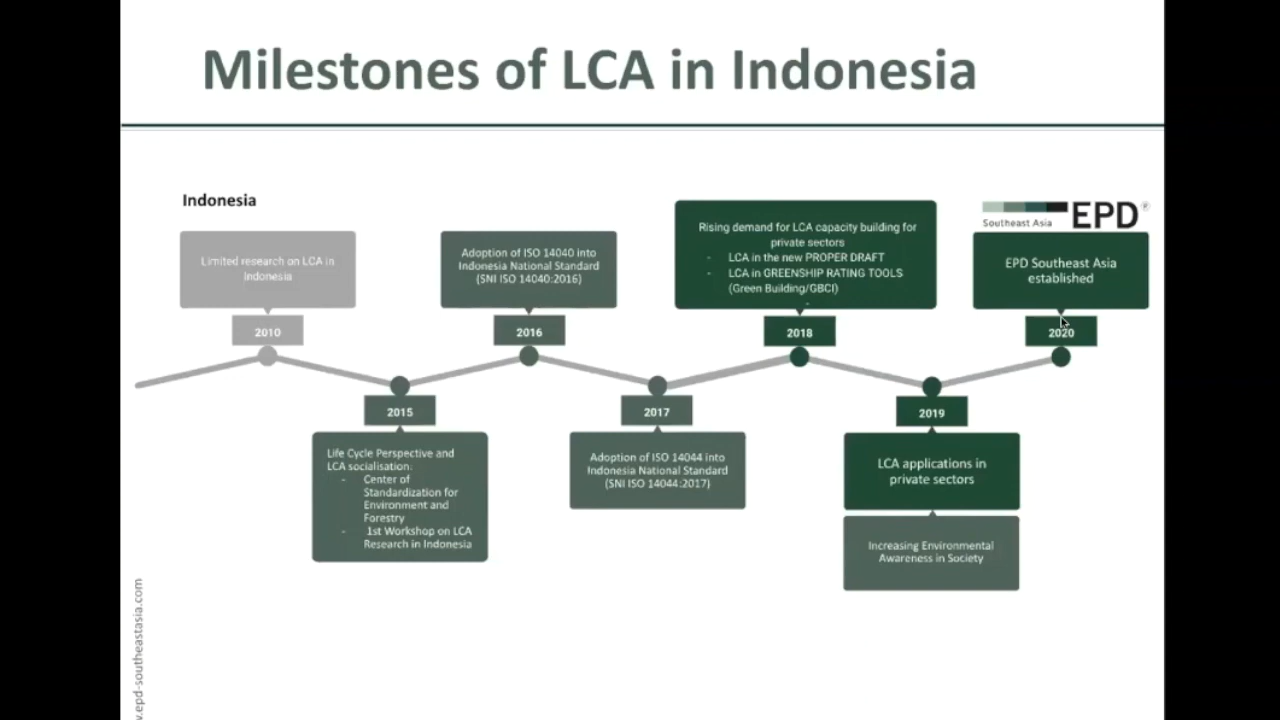 Milestones of LCA in Indonesia
Indonesia
Limited research on LCA in
Indonesia
2010
Life Cycle Perspective and
LCA socialisation:
- Center of
Standardization for
Environment and
Forestry
- 1st Workshop on LCA
Research in Indonesia
2015
Adoption of ISO 14040 into
Indonesia National Standard
(SNI ISO 14040:2016)
2016
2017
Adoption of ISO 14044 into
Indonesia National Standard
(SNI ISO 14044:2017)
Rising demand for LCA capacity building for
private sectors
- LCA in the new PROPER DRAFT
- LCA in GREENSHIP RATING TOOLS
(Green Building/GBCI)
-
2018
2019
LCA applications in
private sectors
Increasing Environmental
Awareness in Society
Southeast Asia EPD®
EPD Southeast Asia
established
2020
.epd-southeastasia.com